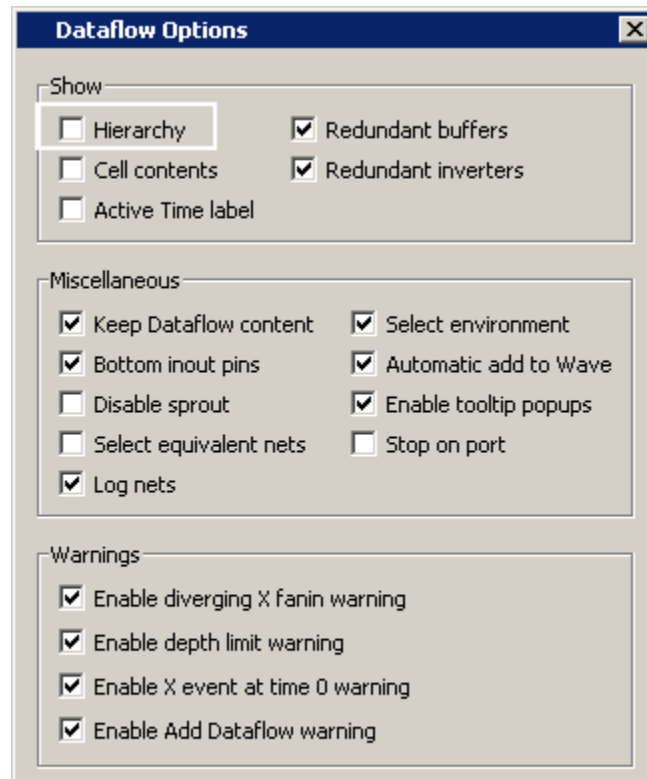 Dataflow Options
Show
Hierarchy
Redundant buffers
Cell contents
Redundant inverters
Active Time label
Miscellaneous
Keep Dataflow content
Select environment
Bottom inout pins
Automatic add to Wave
Disable sprout
Enable tooltip popups
Select equivalent nets
Stop on port
Log nets
Warnings
Enable diverging X fanin warning
Enable depth limit warning
Enable X event at time 0 warning
Enable Add Dataflow warning